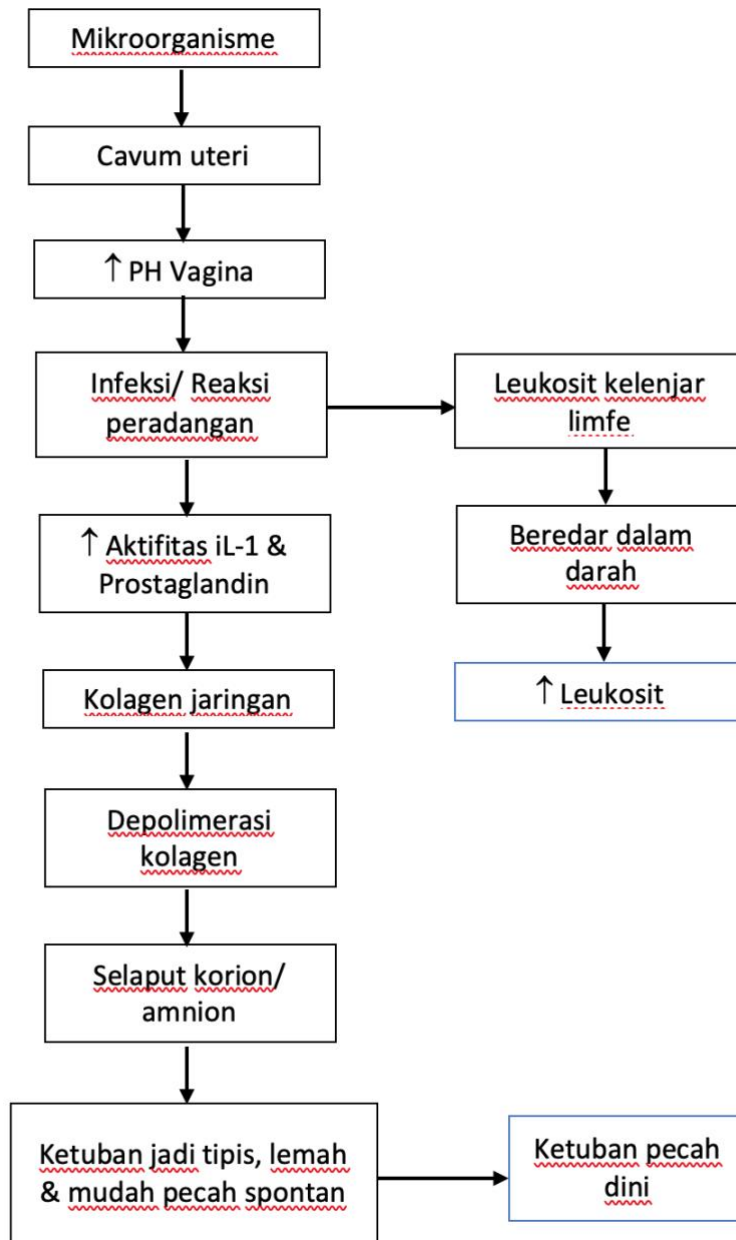 Mikroorganisme
Cavum uteri
↑ PH Vagina
Infeksi/ Reaksi
peradangan
Leukosit kelenjar
limfe
↑ Aktifitas iL-1 &
Prostaglandin
Beredar dalam
darah
Kolagen jaringan
↑ Leukosit
Depolimerasi
kolagen
Selaput korion/
amnion
Ketuban jadi tipis, lemah
& mudah pecah spontan
Ketuban pecah
dini